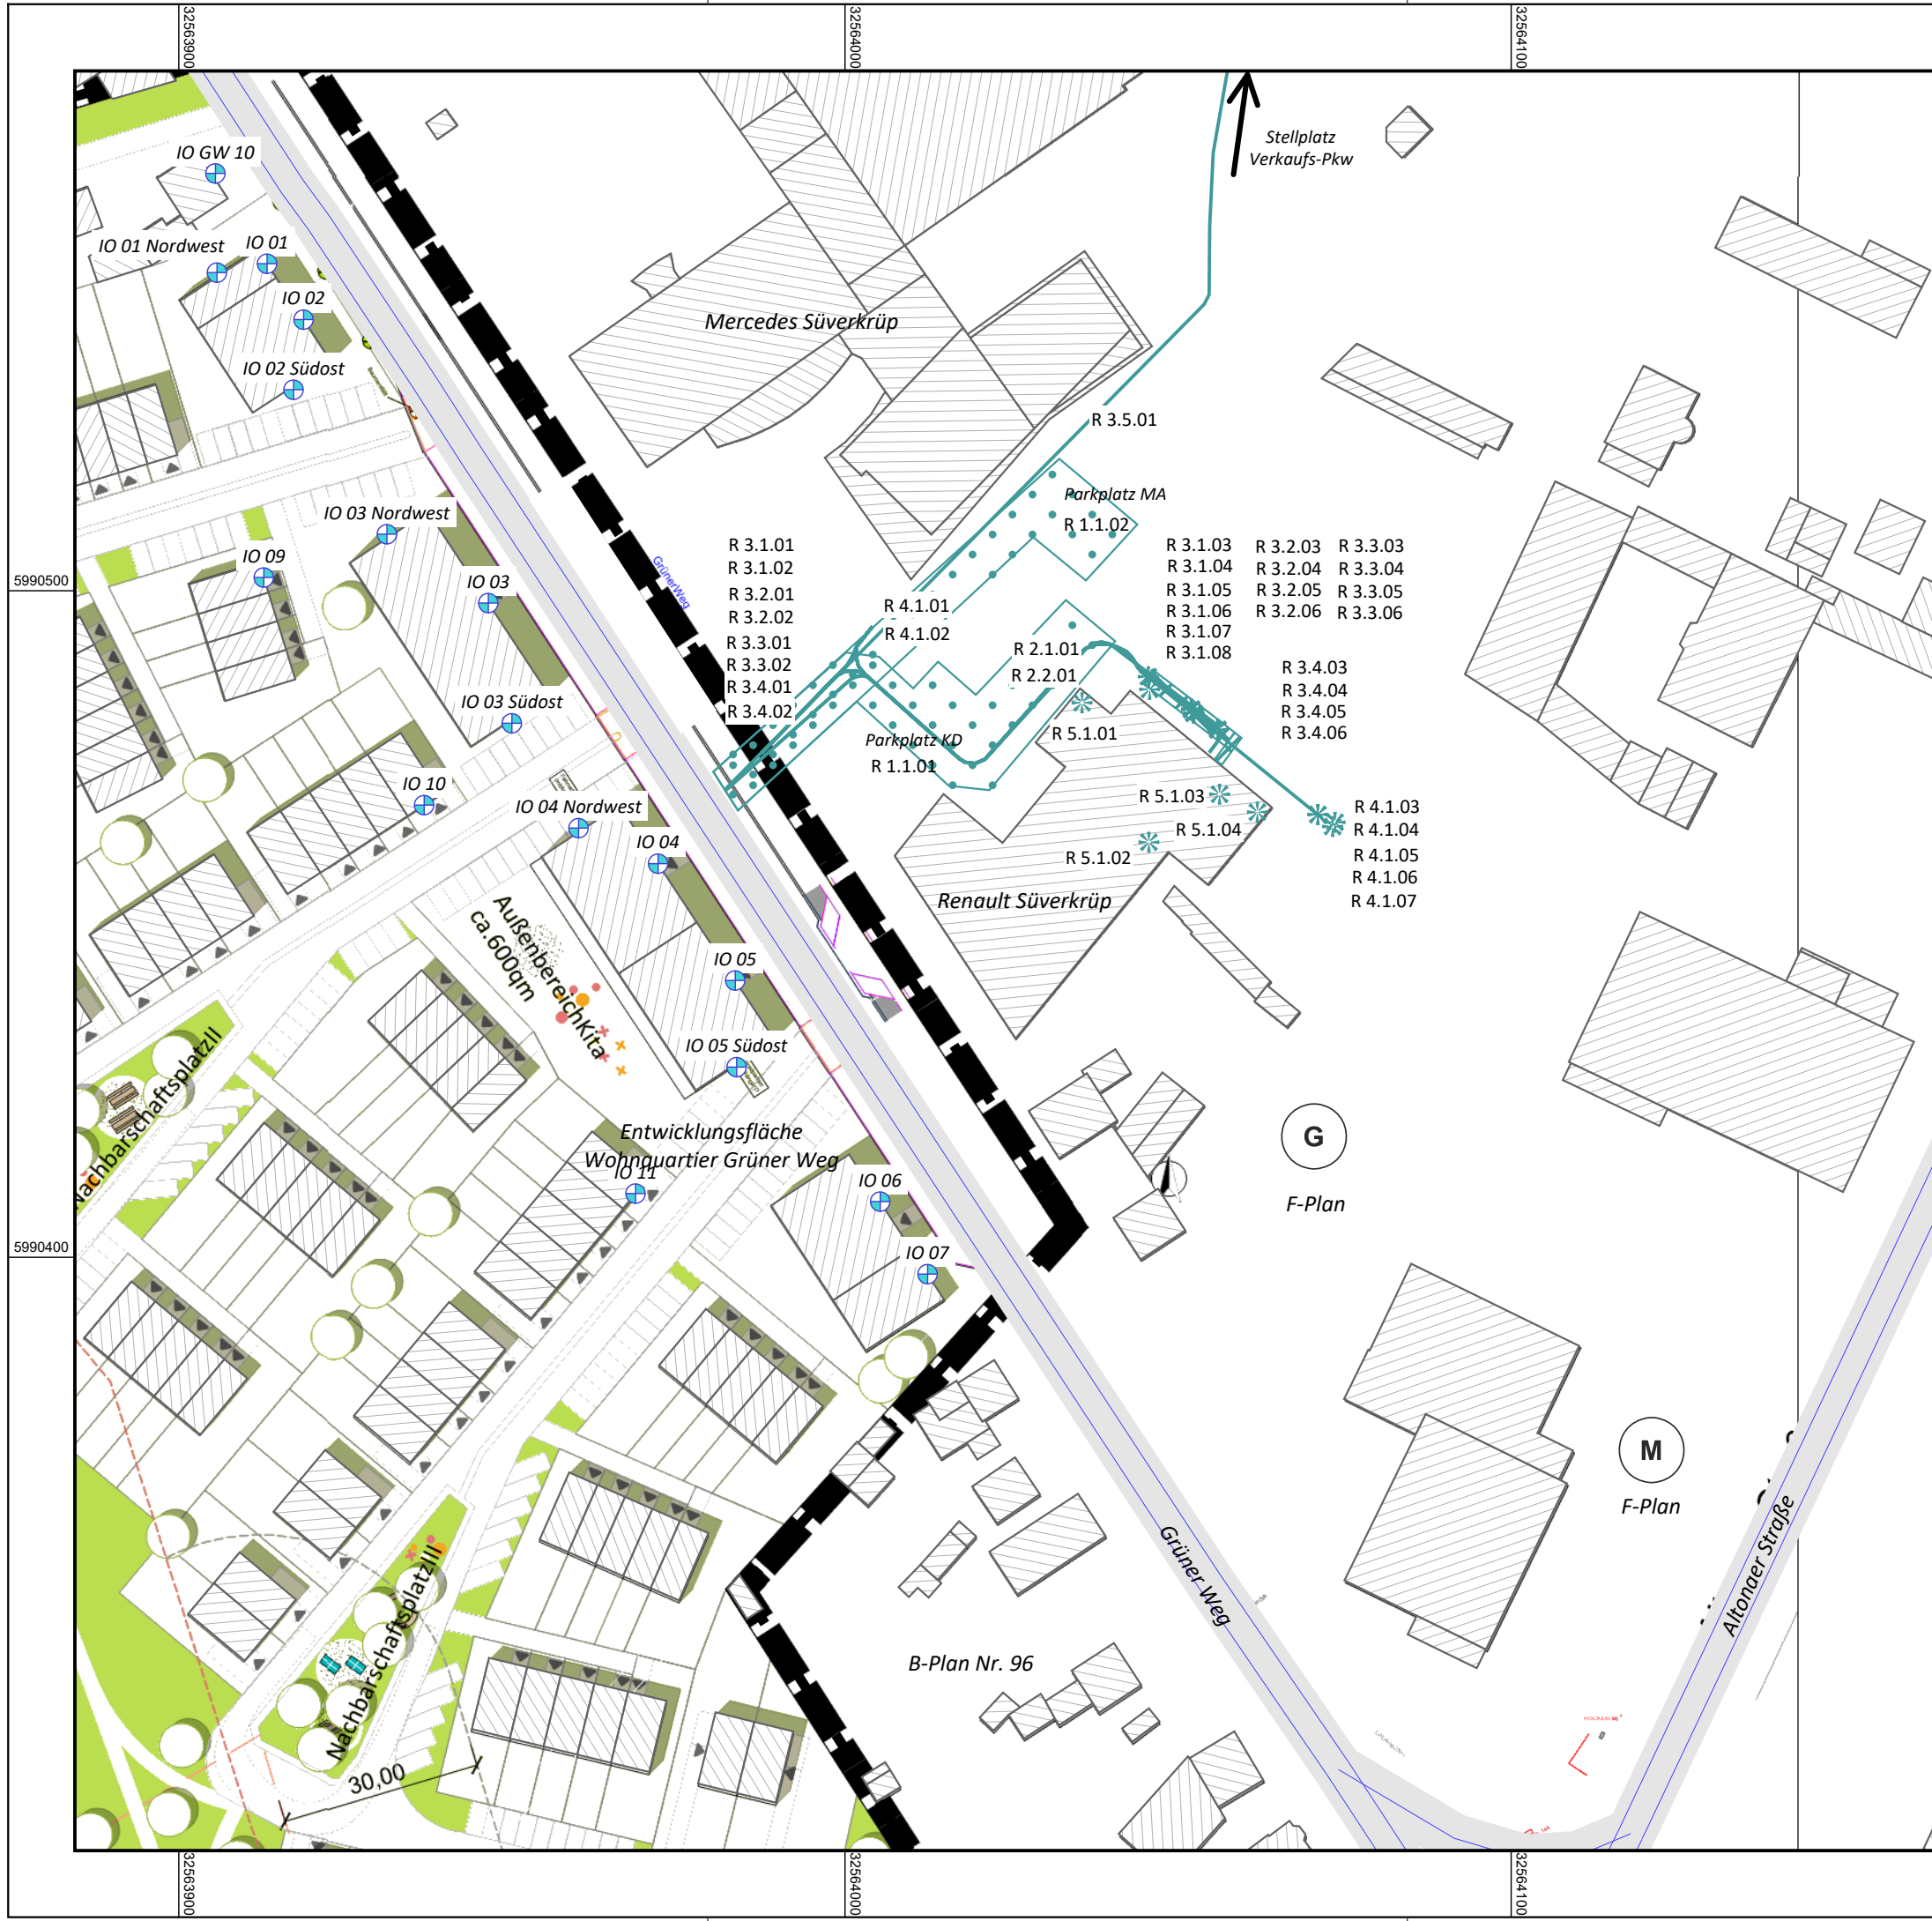 32563900
32564000
32564100
Stellplatz
Verkaufs-Pkw
IO GW 10
IO 01 Nordwest
IO 01
IO 02
IO 02 Südost
Mercedes Süverkrüp
R 3.5.01
Parkplatz MA
R 1.1.02
IO 03 Nordwest
IO 09
IO 03
GrünerWeg
5990500
R 3.1.01
R 3.1.02
R 3.2.01
R 3.2.02
R 3.3.01
R 3.3.02
R 3.4.01
R 3.4.02
R 4.1.01
R 4.1.02
R 2.1.01
R 2.2.01
R 3.1.03
R 3.1.04
R 3.1.05
R 3.1.06
R 3.1.07
R 3.1.08
R 3.2.03
R 3.2.04
R 3.2.05
R 3.2.06
R 3.3.03
R 3.3.04
R 3.3.05
R 3.3.06
R 3.4.03
R 3.4.04
R 3.4.05
R 3.4.06
IO 03 Südost
Parkplatz KD
R 1.1.01
R 5.1.01
IO 10
IO 04 Nordwest
IO 04
R 5.1.03
R 5.1.04
R 5.1.02
R 4.1.03
R 4.1.04
R 4.1.05
R 4.1.06
R 4.1.07
Renault Süverkrüp
AußenbereichKita
ca.600qm
IO 05
IO 05 Südost
NachbarschaftsplatzII
Entwicklungsfläche
Wohnquartier Grüner Weg
IO 11
IO 06
IO 07
G
F-Plan
5990400
M
F-Plan
Grüner Weg
Altonaer Straße
B-Plan Nr. 96
NachbarschaftsplatzIII
30,00
32563900
32564000
32564100